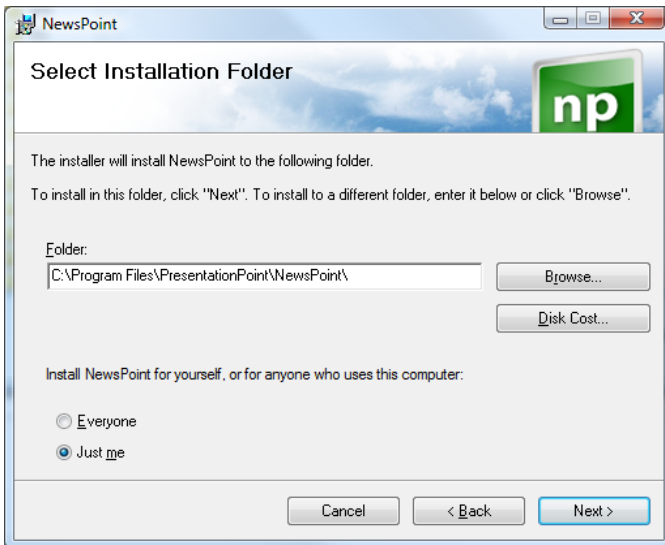 NewsPoint
Select Installation Folder
np
The installer will install NewsPoint to the following folder.
To install in this folder, click "Next". To install to a different folder, enter it below or click "Browse".
Folder:
C:\Program Files\PresentationPoint\NewsPoint\
Browse...
Disk Cost...
Install NewsPoint for yourself, or for anyone who uses this computer:
Everyone
Just me
Cancel
< Back
Next >